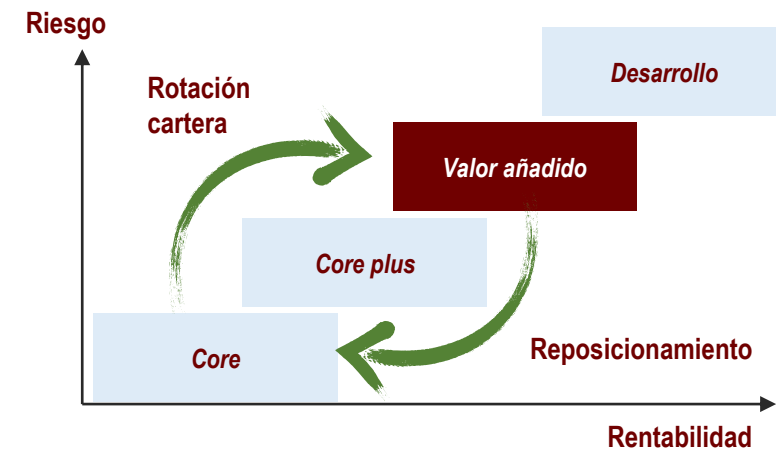 Riesgo
Desarrollo
Rotación
cartera
Valor añadido
Core plus
Core
Reposicionamiento
Rentabilidad